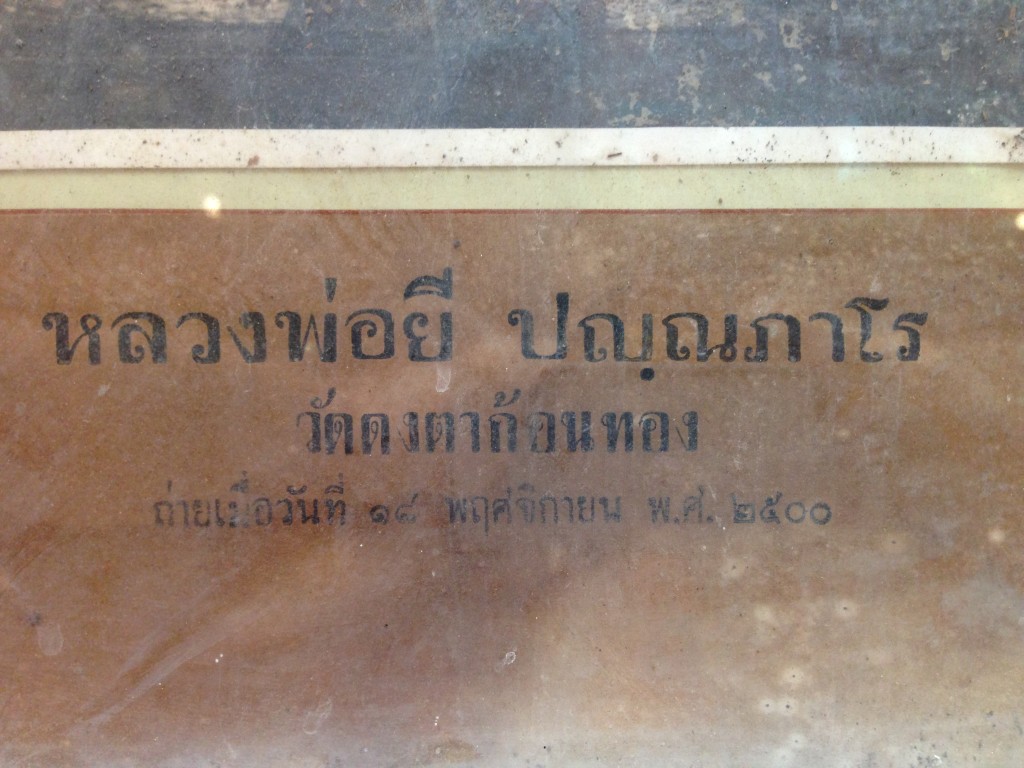 หลวงพ่อยี ปญฺณภาโร
วัดดงตาก้อนทอง
ถ่ายเมื่อวันที่ ๑๘ พฤศจิกายน พ.ศ. ๒๕๐๐